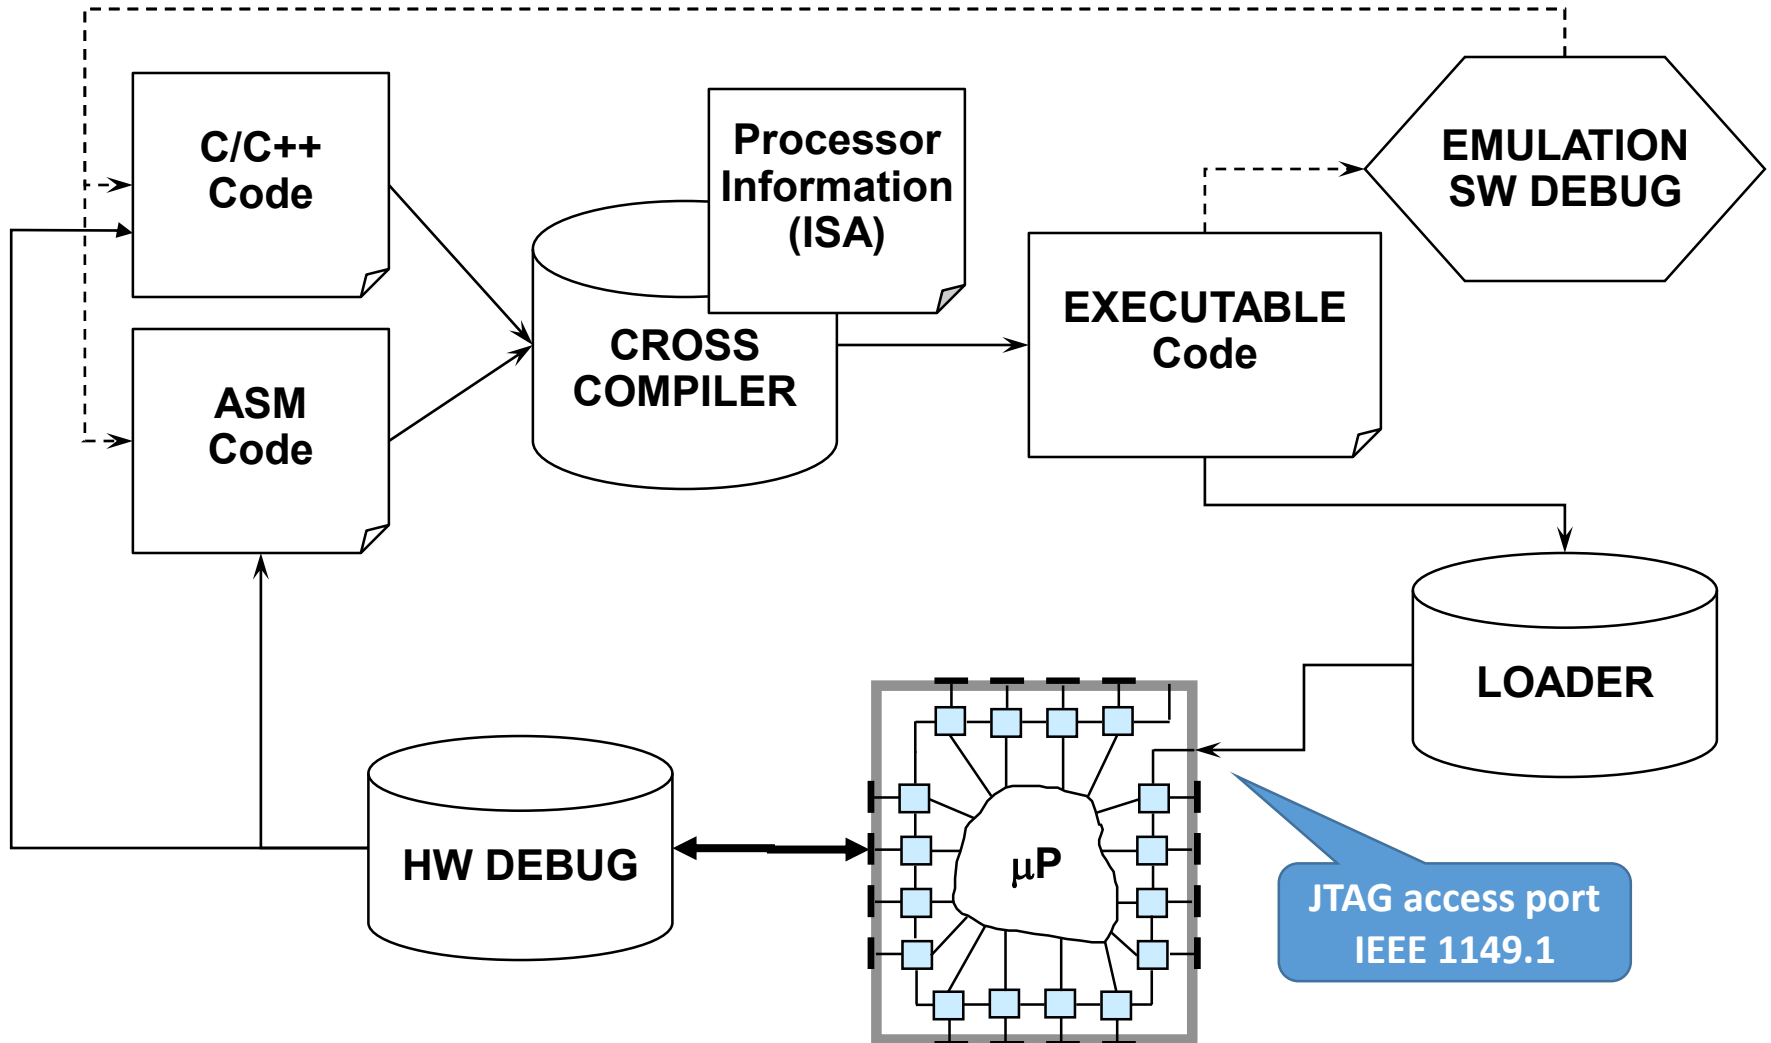 C/C++
Code
Processor
Information
(ISA)
EMULATION
SW DEBUG
EXECUTABLE
Code
CROSS
COMPILER
ASM
Code
LOADER
HW DEBUG
μP
JTAG access port
IEEE 1149.1